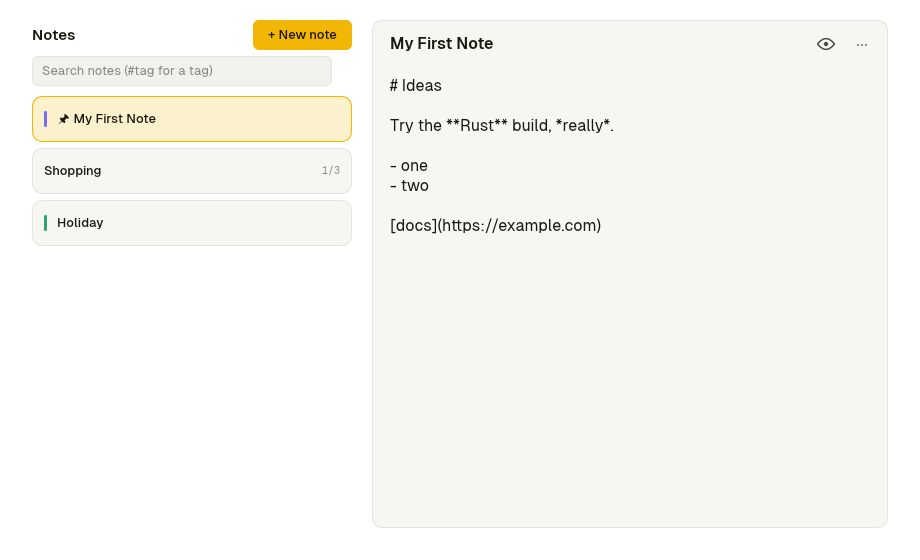 Notes
+ New note
Search notes (#tag for a tag)
📌 My First Note
Shopping
1/3
Holiday
My First Note
...
# Ideas
Try the **Rust** build, *really*.
- one
- two
[docs](https://example.com)